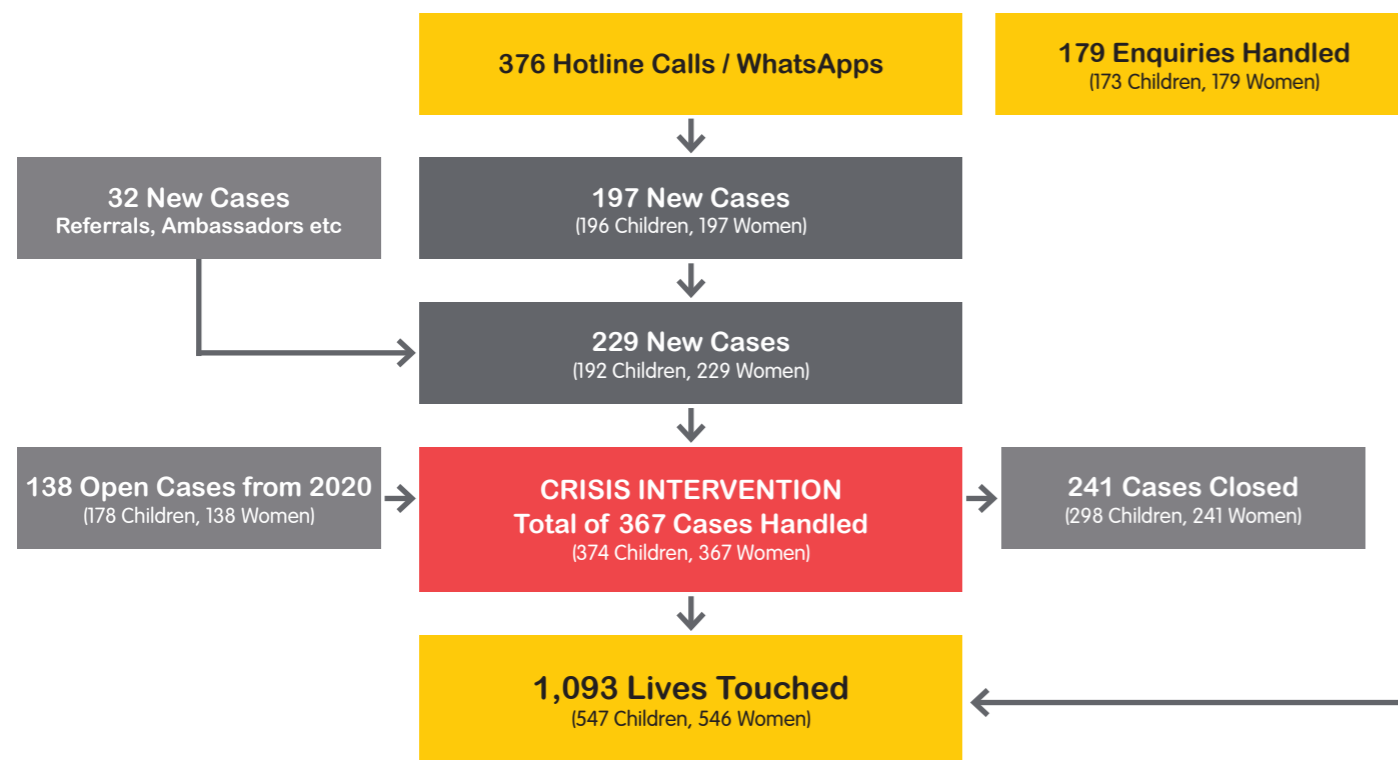 376 Hotline Calls / WhatsApps
179 Enquiries Handled
(173 Children, 179 Women)
32 New Cases
Referrals, Ambassadors etc
197 New Cases
(196 Children, 197 Women)
229 New Cases
(192 Children, 229 Women)
138 Open Cases from 2020
(178 Children, 138 Women)
CRISIS INTERVENTION
Total of 367 Cases Handled
(374 Children, 367 Women)
241 Cases Closed
(298 Children, 241 Women)
1,093 Lives Touched
(547 Children, 546 Women)